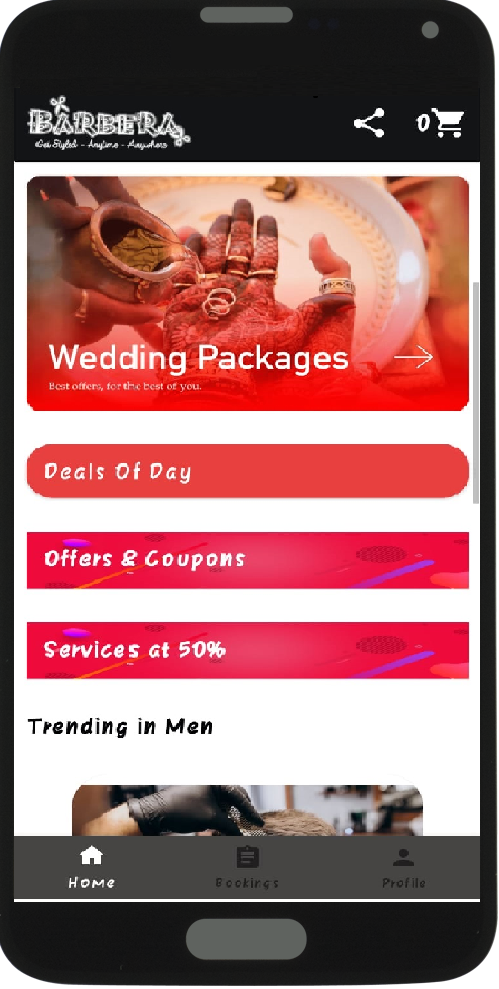 BARBERA
Get Styled - Anytime - Anywhere
0
Wedding Packages
Best offers, for the best of you.
Deals Of Day
Offers & Coupons
Services at 50%
Trending in Men
Home
Bookings
Profile